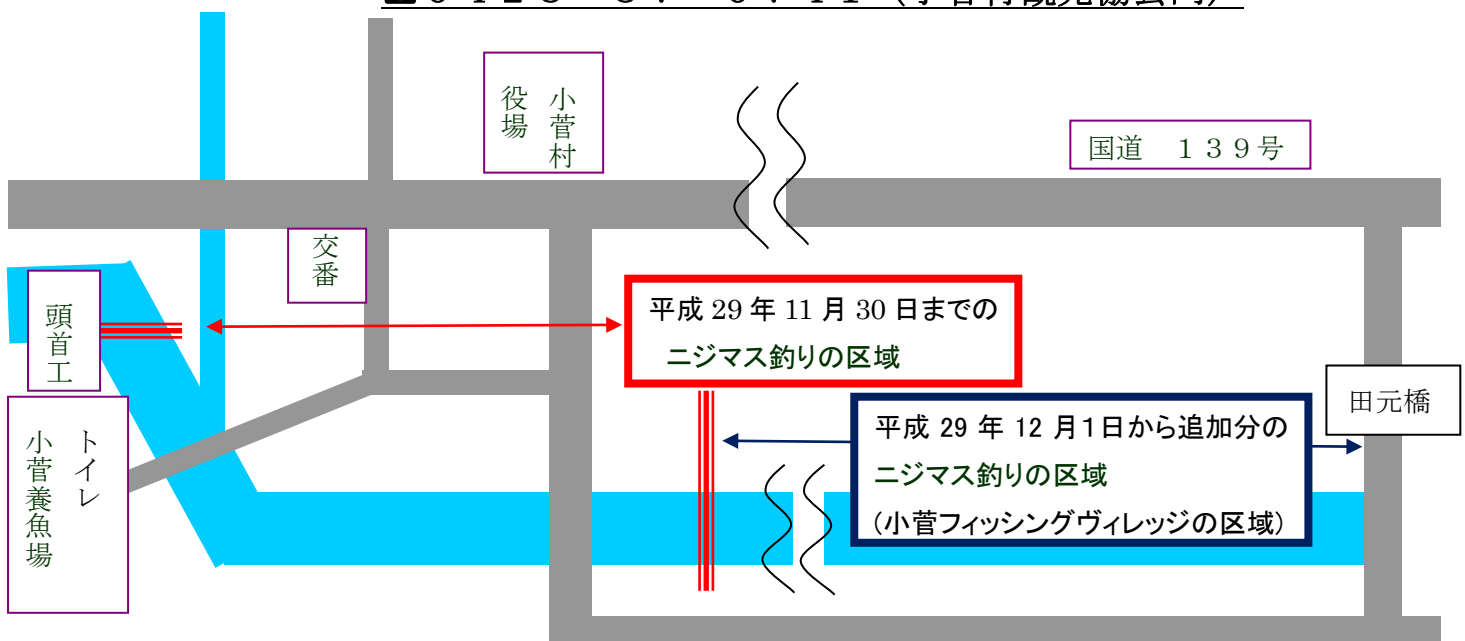 小菅村
役場
国道 １３９号
交番
頭首工
平成 29 年 11 月 30 日までの
ニジマス釣りの区域
田元橋
平成 29 年 12 月1日から追加分の
ニジマス釣りの区域
(小菅フィッシングヴィレッジの区域)
トイレ
小菅養魚場